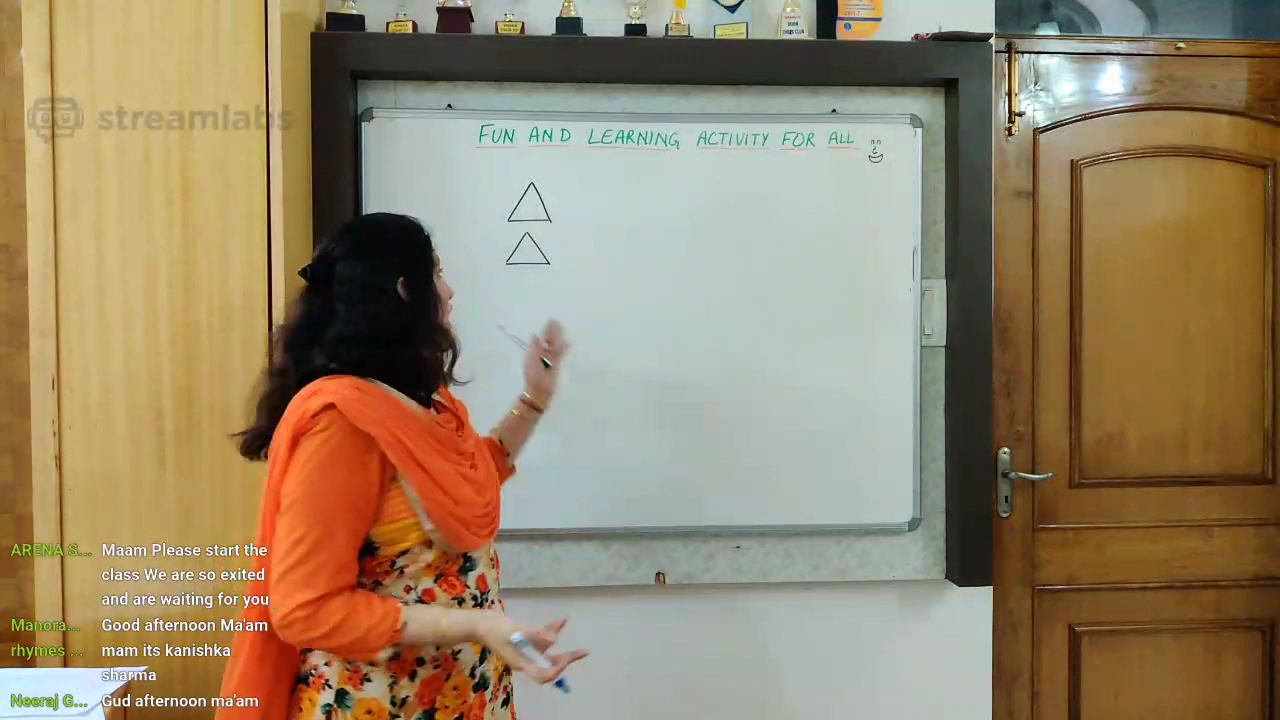 streamlabs
FUN AND LEARNING ACTIVITY FOR ALL
ARENA S... Maam Please start the
class We are so exited
and are waiting for you
Manora... Good afternoon Ma'am
rhymes ... mam its kanishka
sharma
Neeraj G... Gud afternoon ma'am